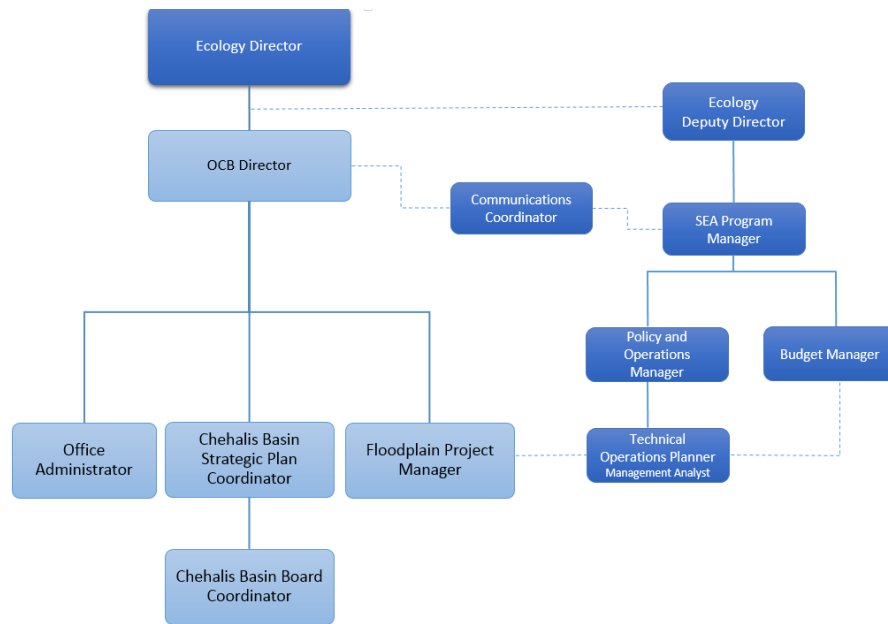 Ecology Director
Ecology
Deputy Director
OCB Director
Communications
Coordinator
SEA Program
Manager
Policy and
Operations
Manager
Budget Manager
Office
Administrator
Chehalis Basin
Strategic Plan
Coordinator
Floodplain Project
Manager
Technical
Operations Planner
Management Analyst
Chehalis Basin Board
Coordinator